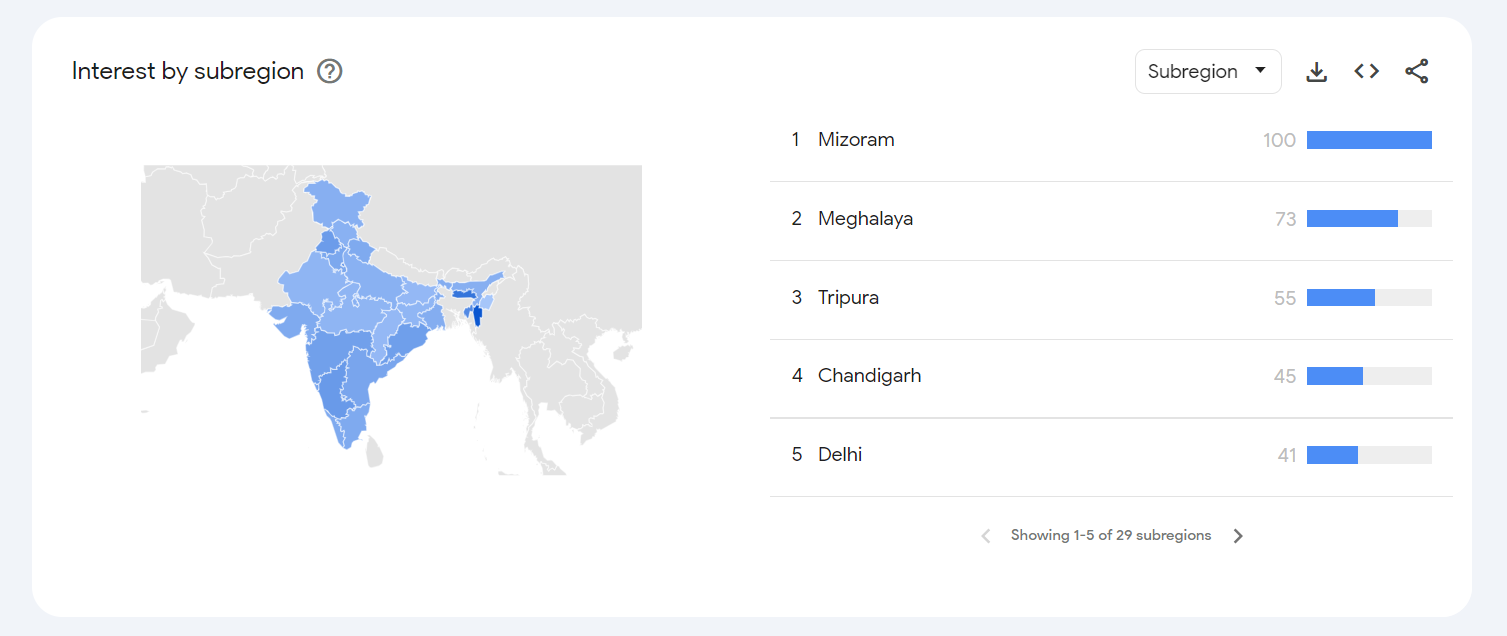 Interest by subregion
Subregion
1 Mizoram 100
2 Meghalaya 73
3 Tripura 55
4 Chandigarh 45
5 Delhi 41
Showing 1-5 of 29 subregions